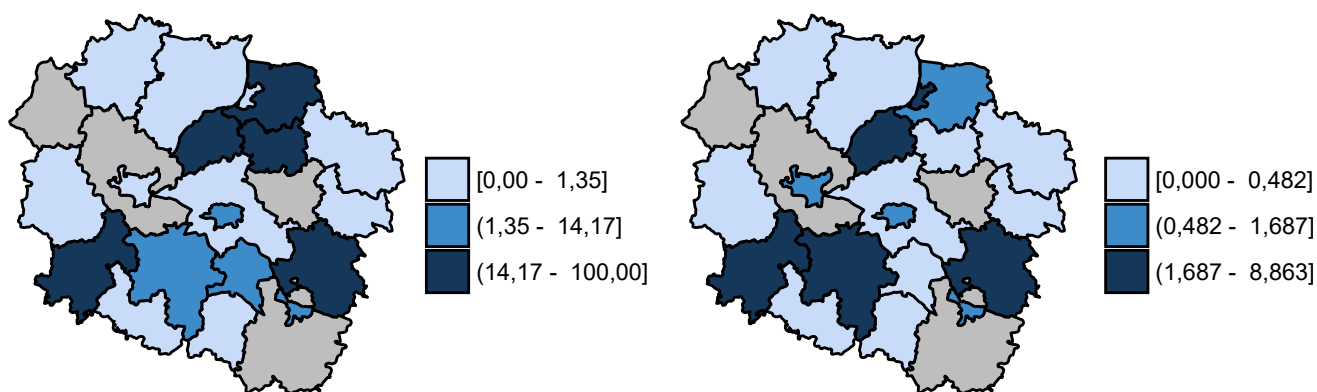 [0,00 - 1,35]
(1,35 - 14,17]
(14,17 - 100,00]
[0,000 - 0,482]
(0,482 - 1,687]
(1,687 - 8,863]